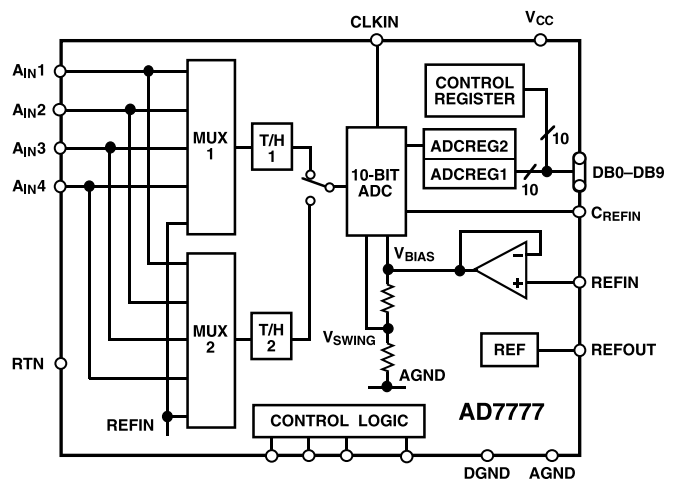 CLKIN
VCC
AIN1
AIN2
AIN3
AIN4
MUX
1
T/H
1
10-BIT
ADC
CONTROL
REGISTER
10
ADCREG2
ADCREG1
10
DB0–DB9
CREFIN
VBIAS
–
+
REFIN
MUX
2
T/H
2
VSWING
REF
REFOUT
RTN
AGND
REFIN
CONTROL LOGIC
AD7777
DGND
AGND